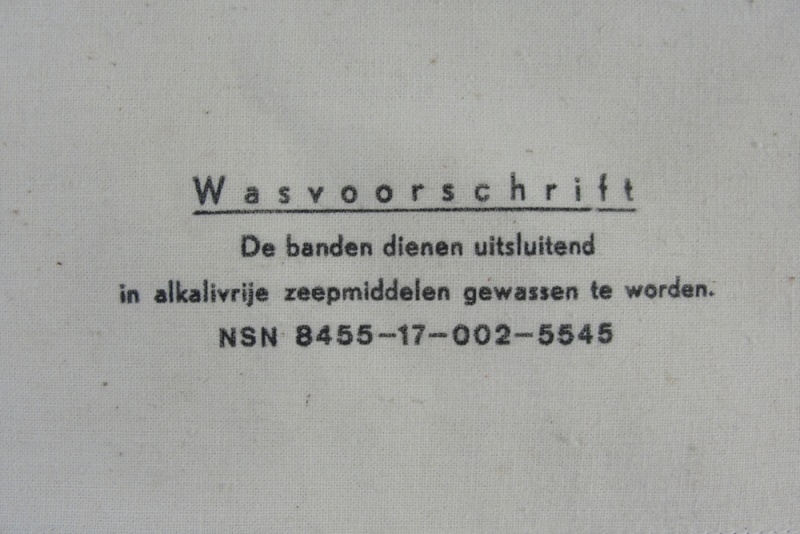 Wasvoorschrift
De banden dienen uitsluitend
in alkalivrije zeepmiddelen gewassen te worden.
NSN 8455-17-002-5545